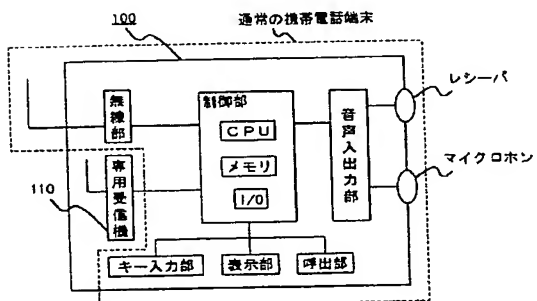 100
通常の携帯電話端末
レシーバ
無線部
制御部
CPU
メモリ
I/O
音声入出力部
マイクロホン
専用受信機
110
キー入力部
表示部
呼出部